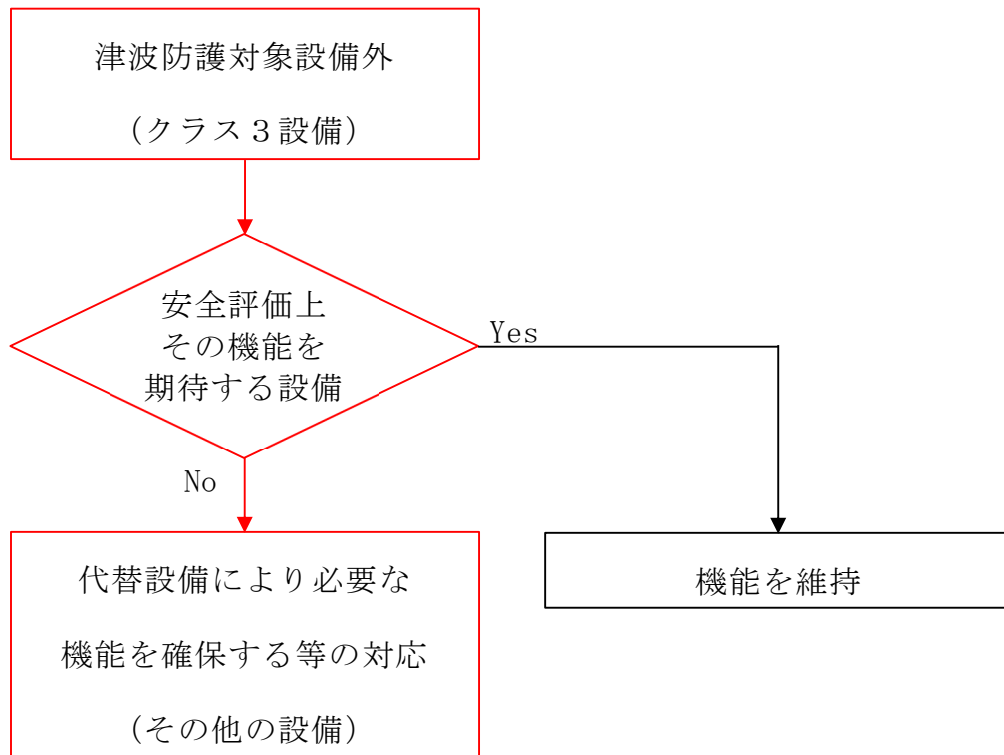 津波防護対象設備外
(クラス３設備)
安全評価上
その機能を
期待する設備
Yes
No
代替設備により必要な
機能を確保する等の対応
(その他の設備)
機能を維持